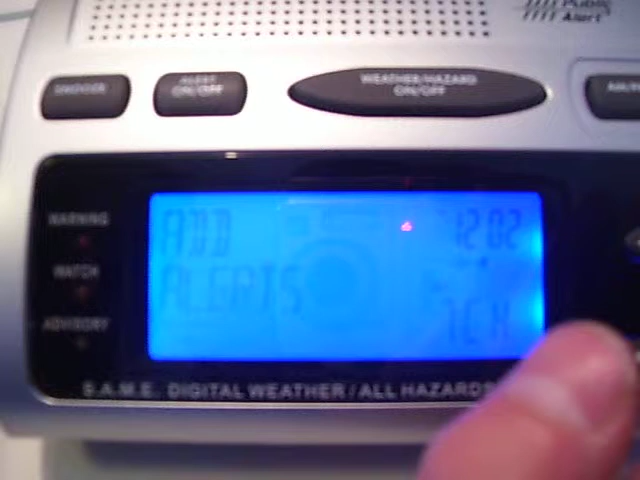 Public
Alert
SNOOZE
ALERT
ON/OFF
WEATHER/HAZARD
ON/OFF
WARNING
WATCH
ADVISORY
ADD
ALERTS
12:02
7CH
S.A.M.E. DIGITAL WEATHER/ALL HAZARDS